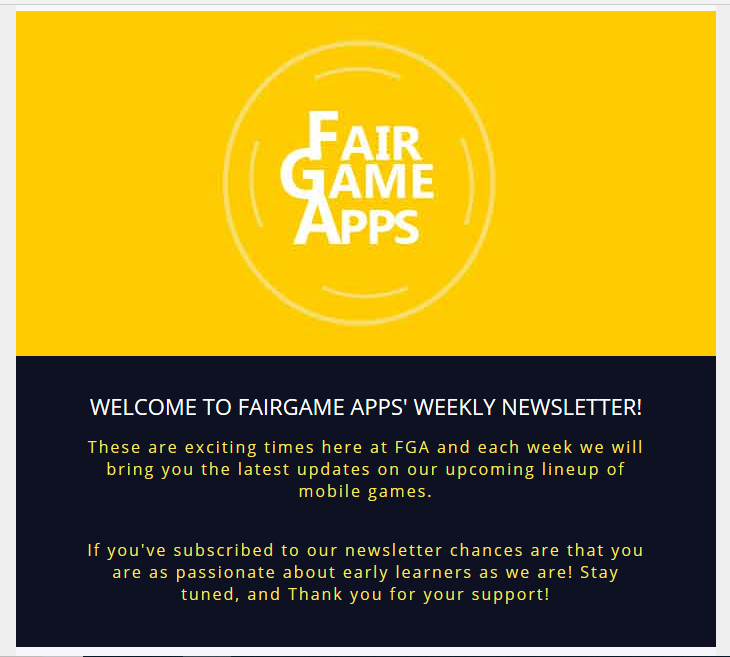 FAIR
GAME
APPS
WELCOME TO FAIRGAME APPS' WEEKLY NEWSLETTER!
These are exciting times here at FGA and each week we will
bring you the latest updates on our upcoming lineup of
mobile games.
If you've subscribed to our newsletter chances are that you
are as passionate about early learners as we are! Stay
tuned, and Thank you for your support!